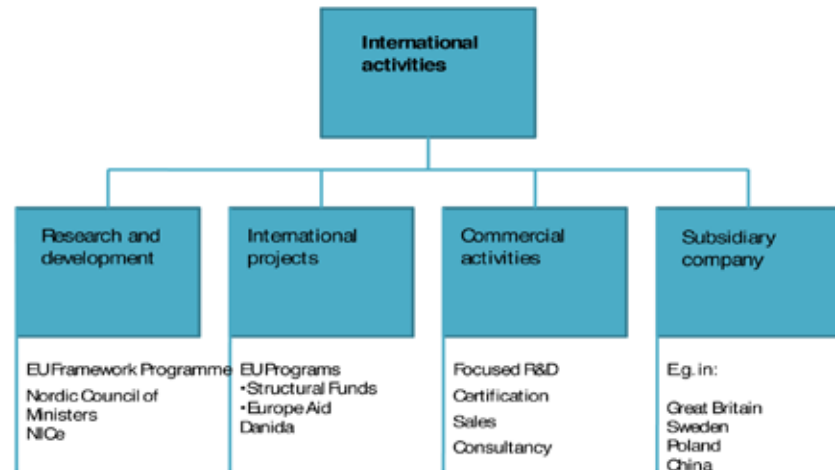 International
activities
Research and
development
International
projects
Commercial
activities
Subsidiary
company
EU Framework Programme
Nordic Council of
Ministers
NICe
EU Programs
•Structural Funds
•Europe Aid
Danida
Focused R&D
Certification
Sales
Consultancy
E.g. in:
Great Britain
Sweden
Poland
China